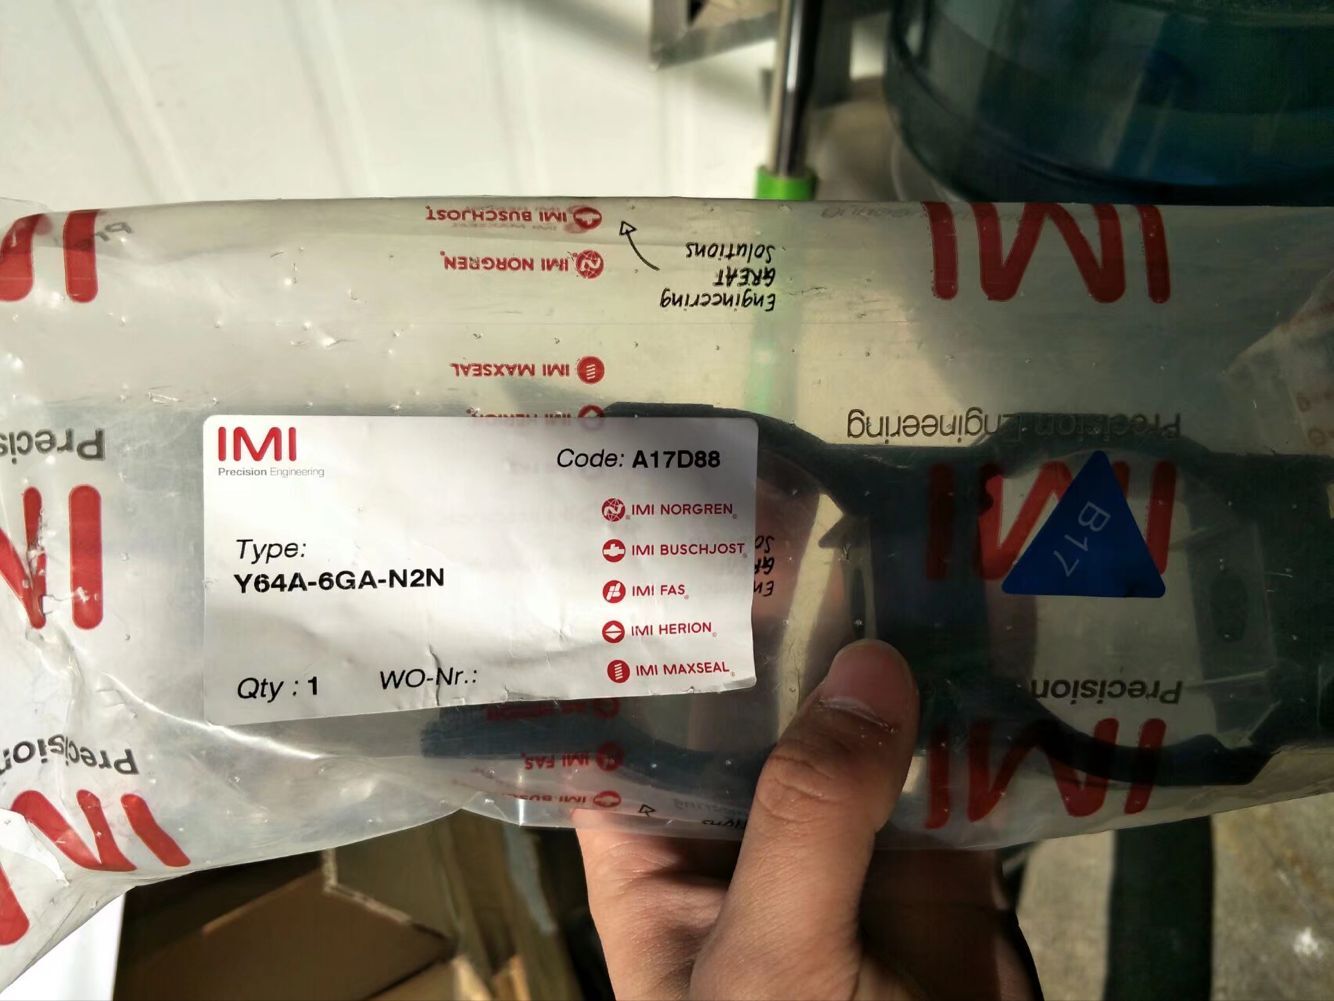 IMI BUSCHJOST
IMI NORGREN
Engineering
GREAT
Solutions
IMI
IMI MAXSEAL
IMI HERION
Precision Engineering
IMI
Precision Engineering
Code: A17D88
IMI NORGREN
IMI BUSCHJOST
IMI FAS
IMI HERION
IMI MAXSEAL
Type:
Y64A-6GA-N2N
Qty : 1
WO-Nr.:
B17
IMI
Precision
IMI
IMI FAS
Precision
IMI